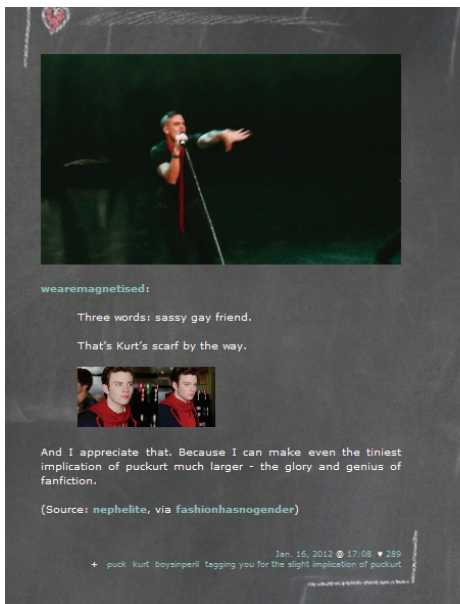 wearemagnetised:
Three words: sassy gay friend.
That's Kurt's scarf by the way.
And I appreciate that. Because I can make even the tiniest
implication of puckurt much larger - the glory and genius of
fanfiction.
(Source: nephelite, via fashionhasnogender)
Jan. 16, 2012 @ 17:08 ♥ 289
+ puck kurt boysinperil tagging you for the slight implication of puckurt